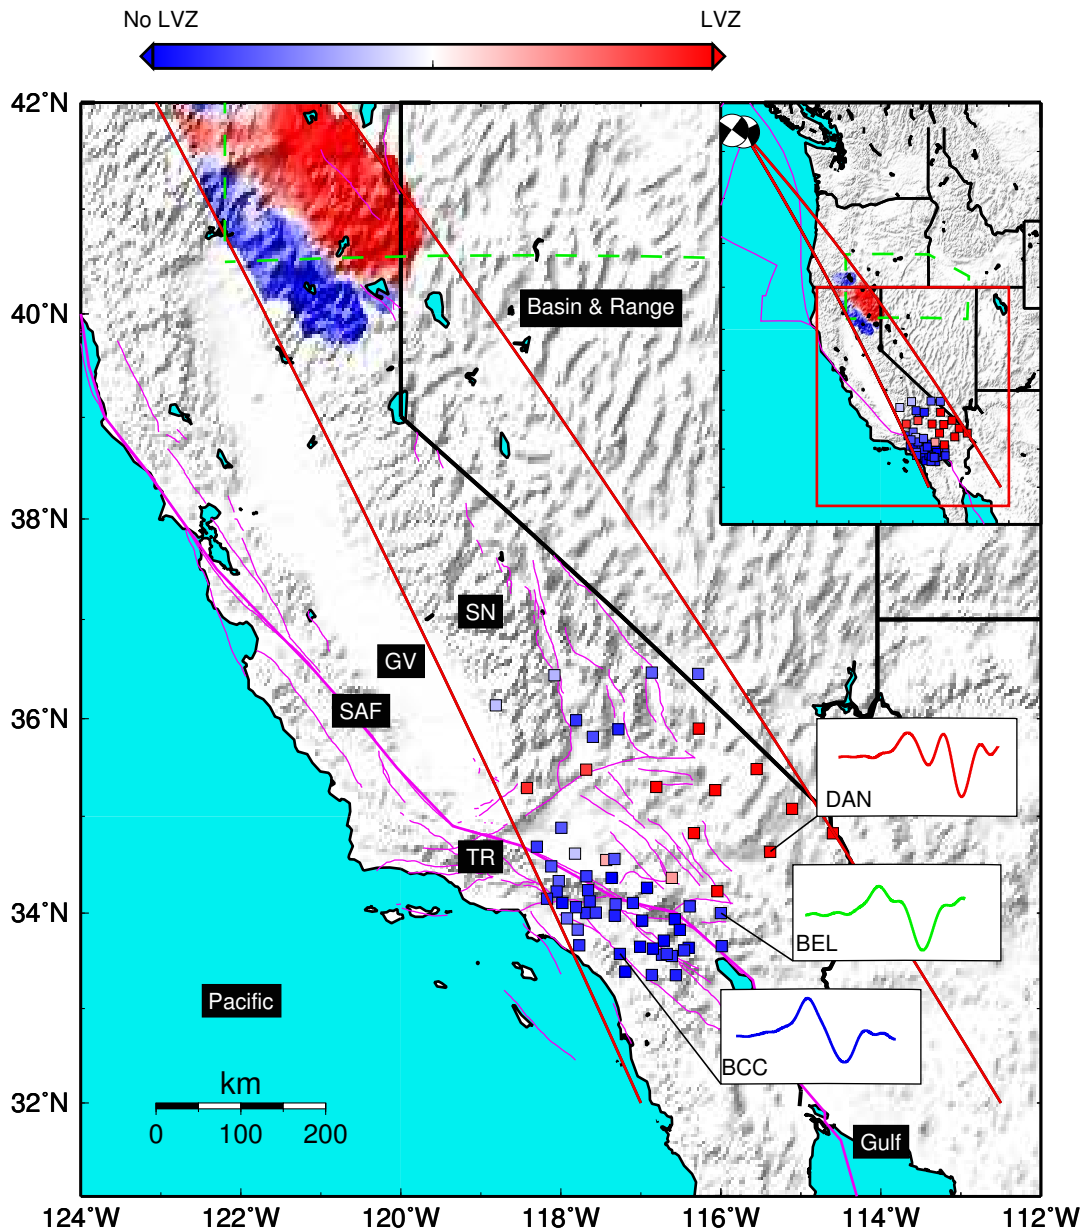 No LVZ
LVZ
42°N
40°N
38°N
36°N
34°N
32°N
Basin & Range
SN
GV
SAF
TR
DAN
BEL
BCC
Pacific
Gulf
km
0 100 200
124°W 122°W 120°W 118°W 116°W 114°W 112°W